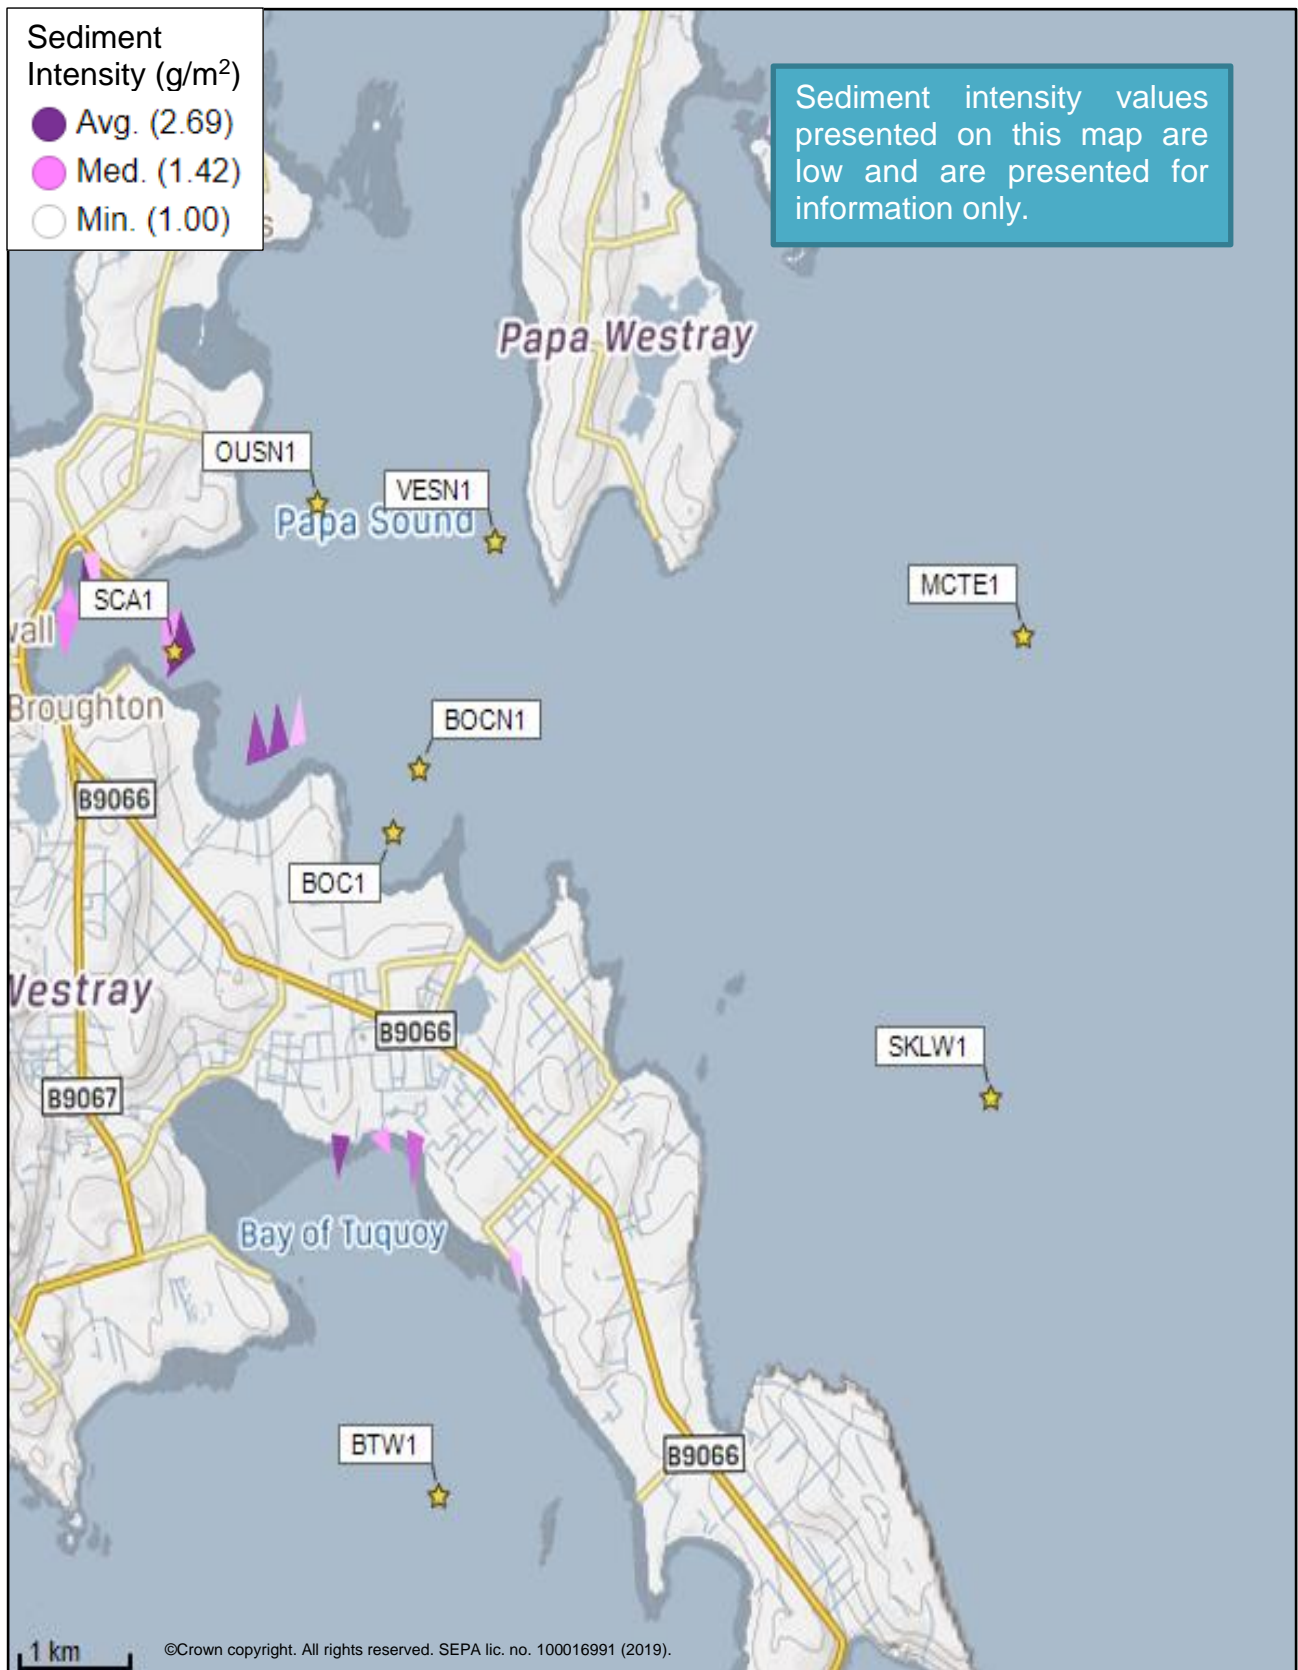 Sediment
Intensity (g/m²)
Avg. (2.69)
Med. (1.42)
Min. (1.00)
s
Sediment intensity values
presented on this map are
low and are presented for
information only.
Papa Westray
OUSN1
VESN1
Papa Sound
MCTE1
SCA1
wall
Broughton
BOCN1
B9066
BOC1
Westray
B9066
SKLW1
B9067
Bay of Tuquoy
BTW1
B9066
1 km
©Crown copyright. All rights reserved. SEPA lic. no. 100016991 (2019).